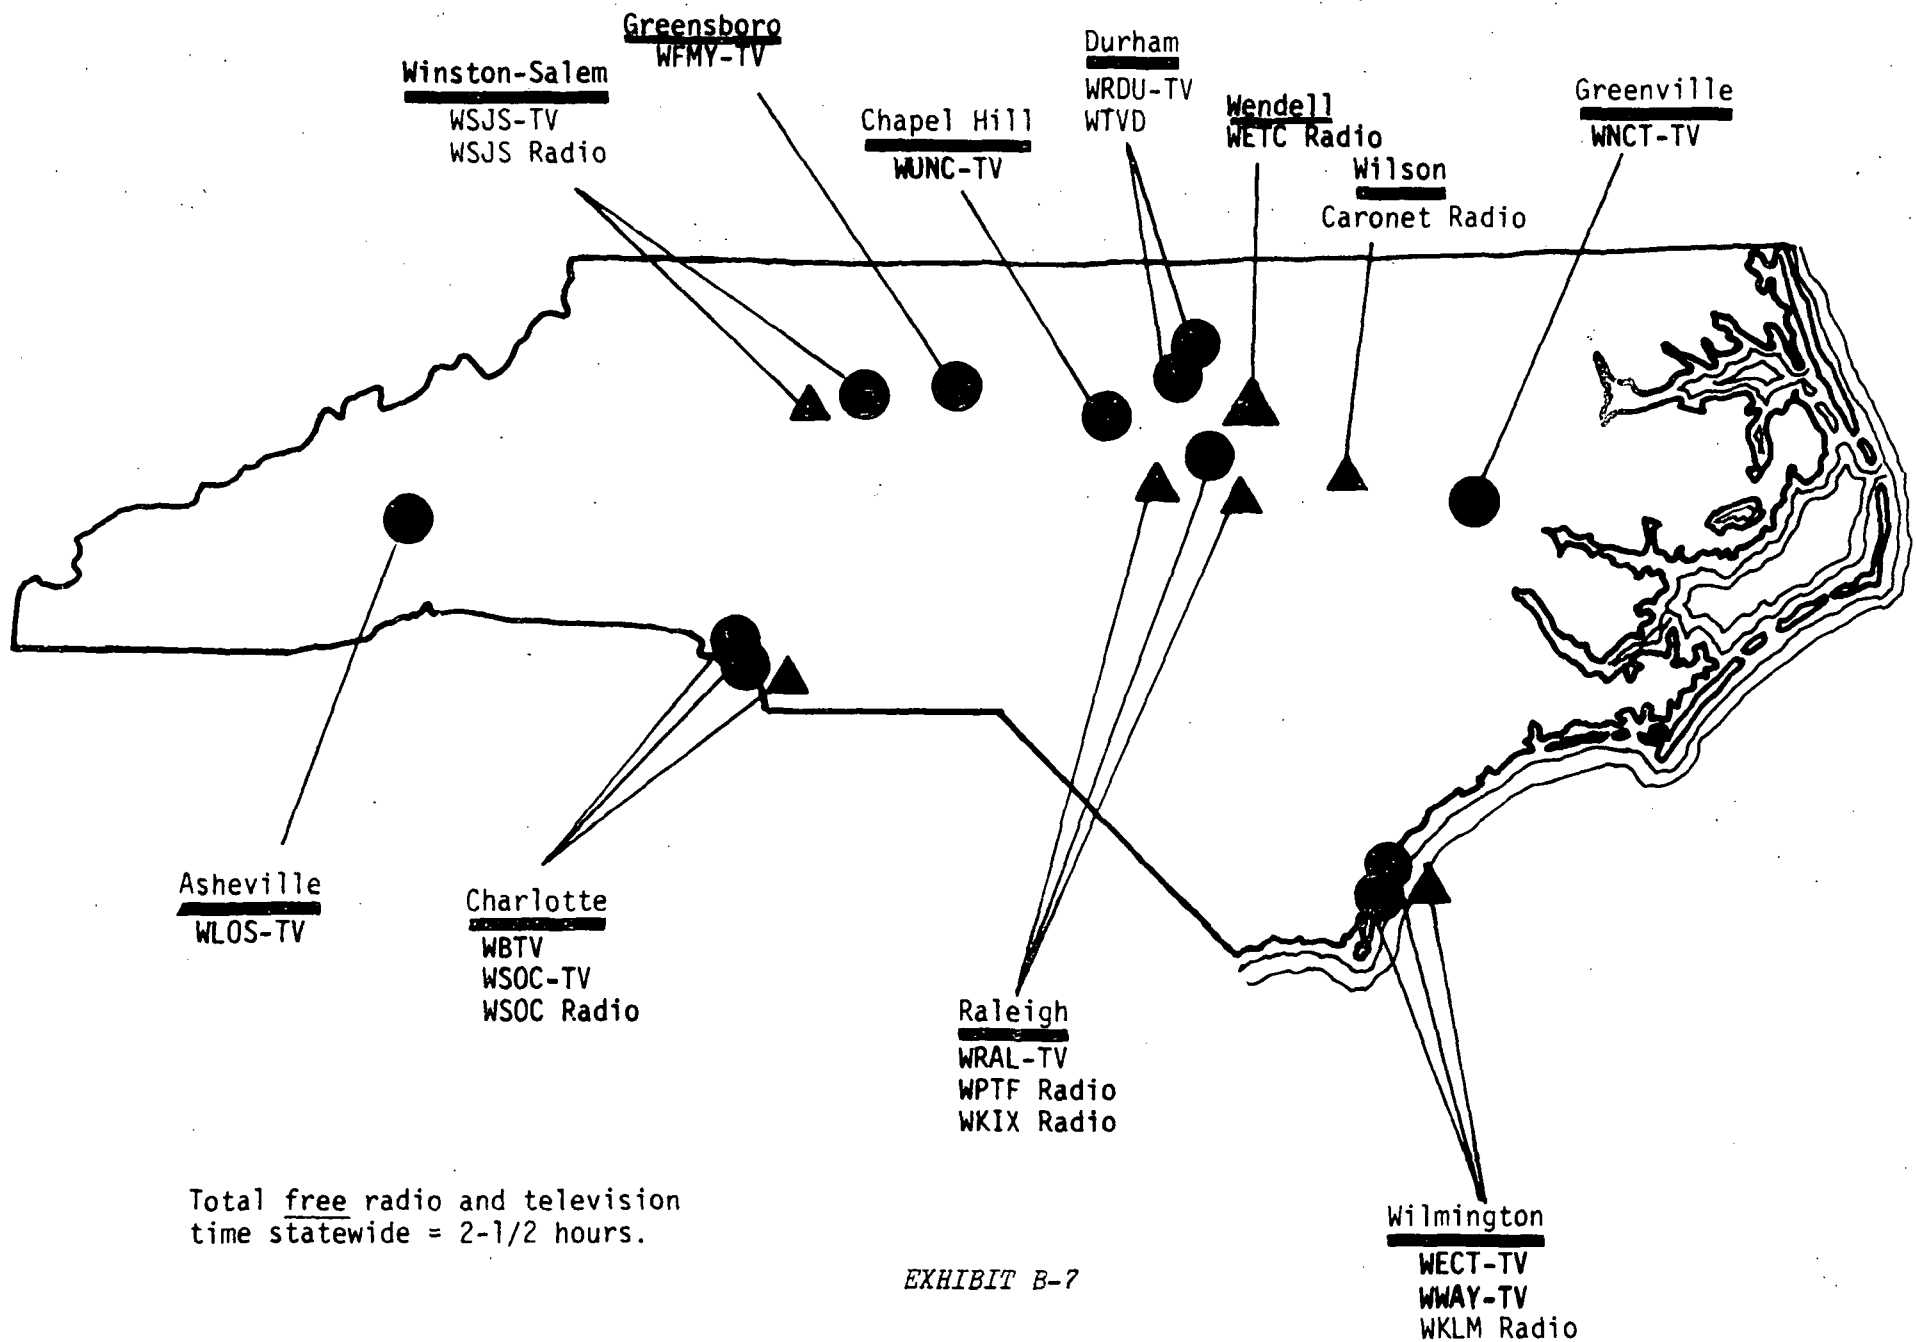 Greensboro
WFMY-TV
Winston-Salem
WSJS-TV
WSJS Radio
Chapel Hill
WUNC-TV
Durham
WRDU-TV
WTVD
Wendell
WETC Radio
Wilson
Caronet Radio
Greenville
WNCT-TV
Asheville
WLOS-TV
Charlotte
WBTV
WSOC-TV
WSOC Radio
Raleigh
WRAL-TV
WPTF Radio
WKIX Radio
Wilmington
WECT-TV
WWAY-TV
WKLM Radio
Total free radio and television
time statewide = 2-1/2 hours.
EXHIBIT B-7